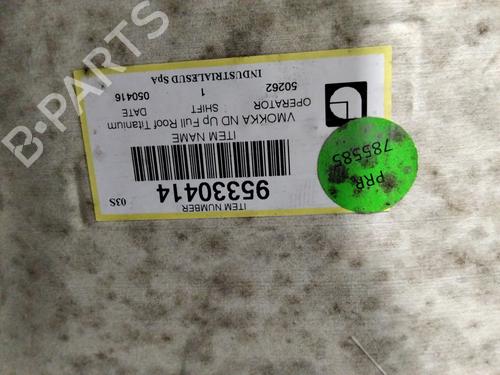 ITEM NUMBER
95330414
03S
ITEM NAME
VMOKKA ND Up Full Roof Titanium
OPERATOR SHIFT DATE
50262 1 050416
INDUSTRIALESUD SpA
PRR
785585
B-PARTS